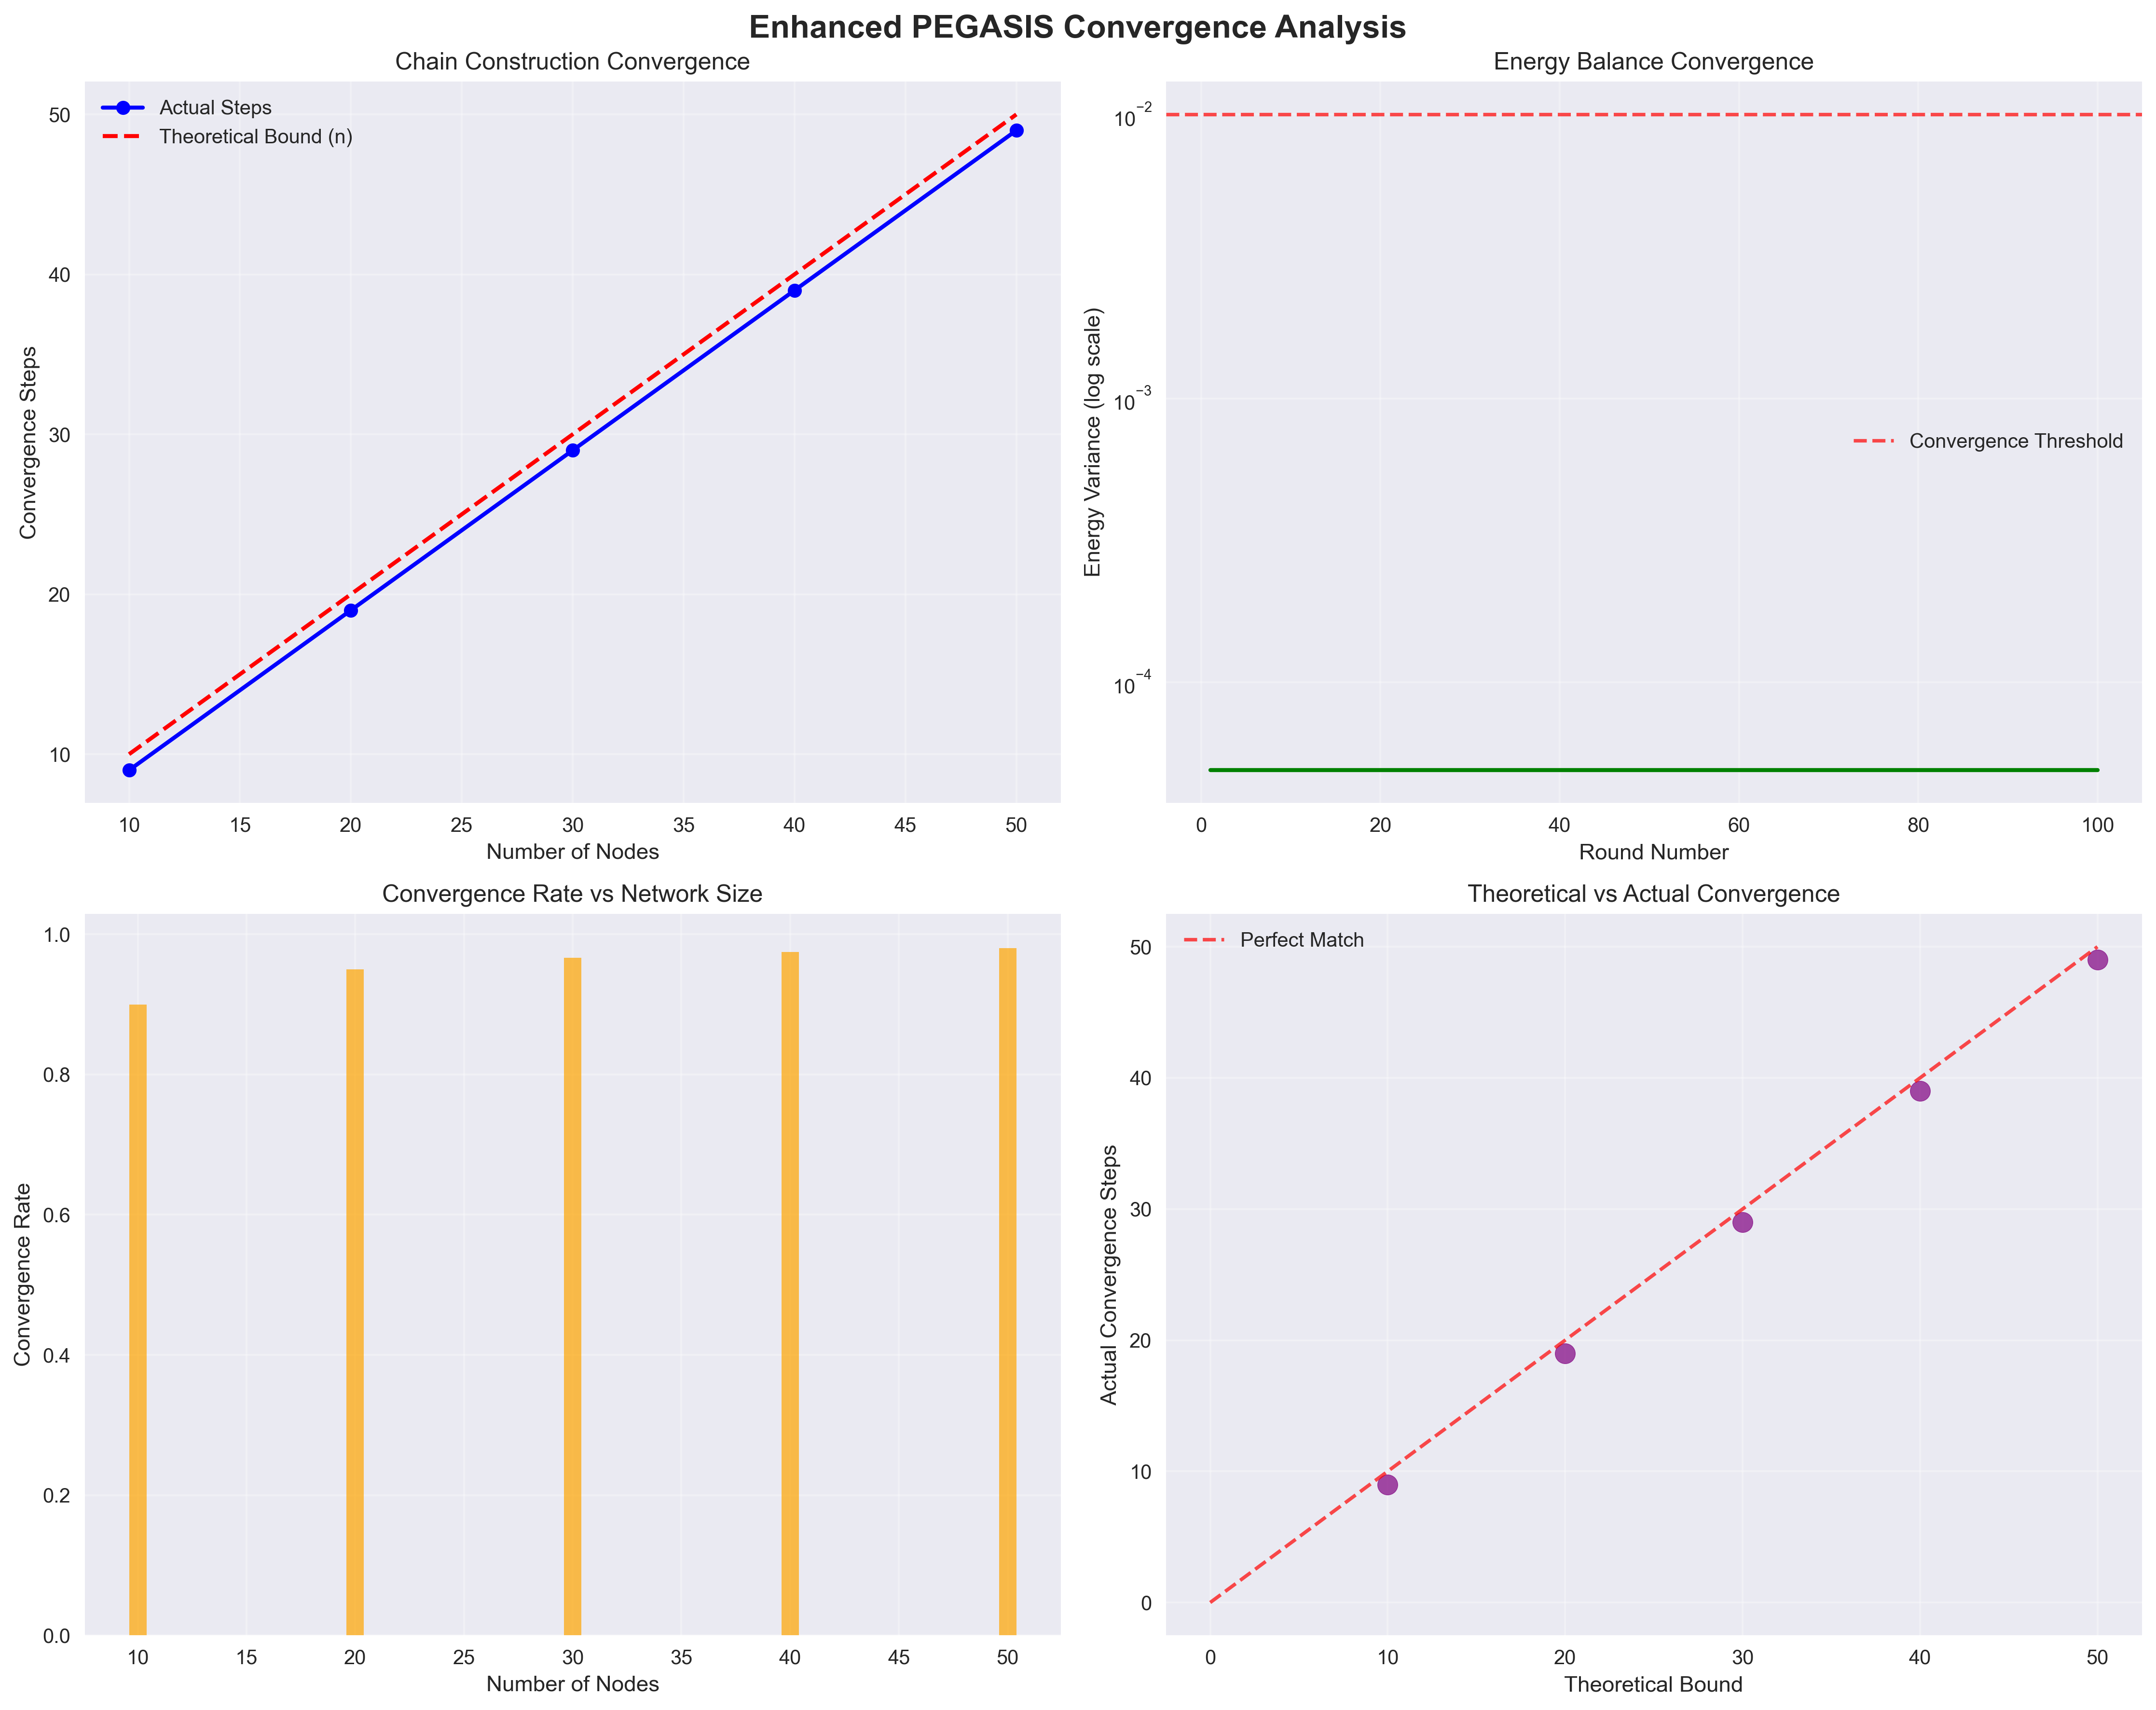 Enhanced PEGASIS Convergence Analysis
Chain Construction Convergence
Actual Steps
Theoretical Bound (n)
50
40
30
20
10
Convergence Steps
10 15 20 25 30 35 40 45 50
Number of Nodes
Energy Balance Convergence
10⁻²
10⁻³
10⁻⁴
Energy Variance (log scale)
Convergence Threshold
0 20 40 60 80 100
Round Number
Convergence Rate vs Network Size
1.0
0.8
0.6
0.4
0.2
0.0
Convergence Rate
10 15 20 25 30 35 40 45 50
Number of Nodes
Theoretical vs Actual Convergence
Perfect Match
50
40
30
20
10
0
Actual Convergence Steps
0 10 20 30 40 50
Theoretical Bound